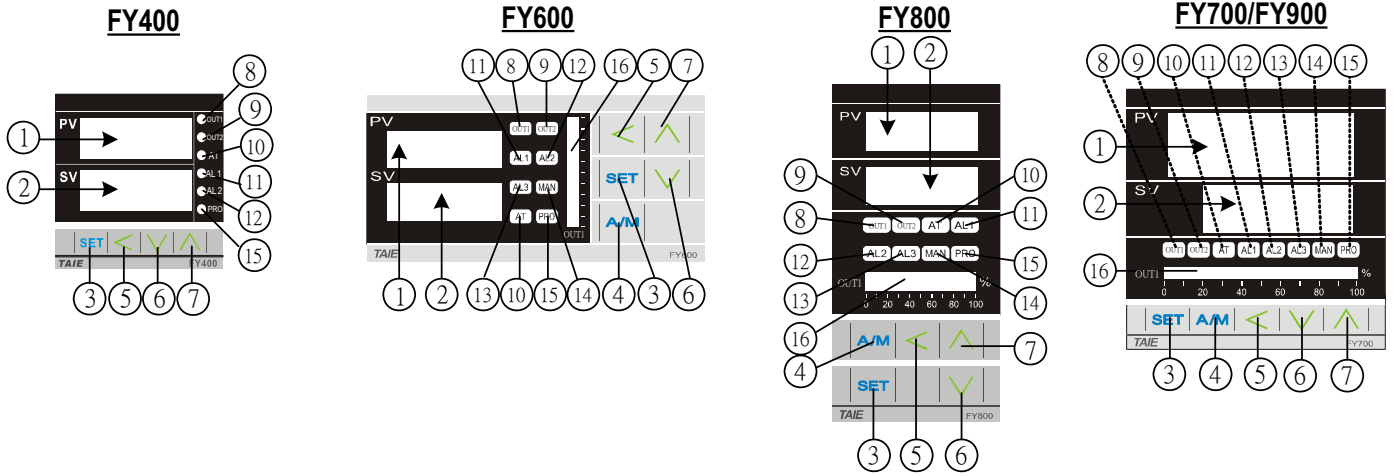 FY400
8
9
10
11
12
15
1
2
PV
SV
OUT1
OUT2
AT
AL 1
AL 2
PRO
SET
TAIE
FY400
3 5 6 7
FY600
11 8 9 12 16 5 7
PV
SV
OUT1 OUT2
AL1 AL2
AL3 MAN
AT PRO
OUT1
SET
A/M
TAIE
FY600
1 2 13 10 15 14 4 3 6
FY800
1 2
PV
SV
9 10
8 11
OUT1 OUT2 AT AL1
12 15
AL2 AL3 MAN PRO
13 14
OUT1 %
0 20 40 60 80 100
16
A/M
4 7
SET
TAIE
FY800
3 5 6
FY700/FY900
8 9 10 11 12 13 14 15
PV
1
SV
2
OUT1 OUT2 AT AL1 AL2 AL3 MAN PRO
16
OUT1 %
0 20 40 60 80 100
SET A/M
TAIE
FY700
3 4 5 6 7